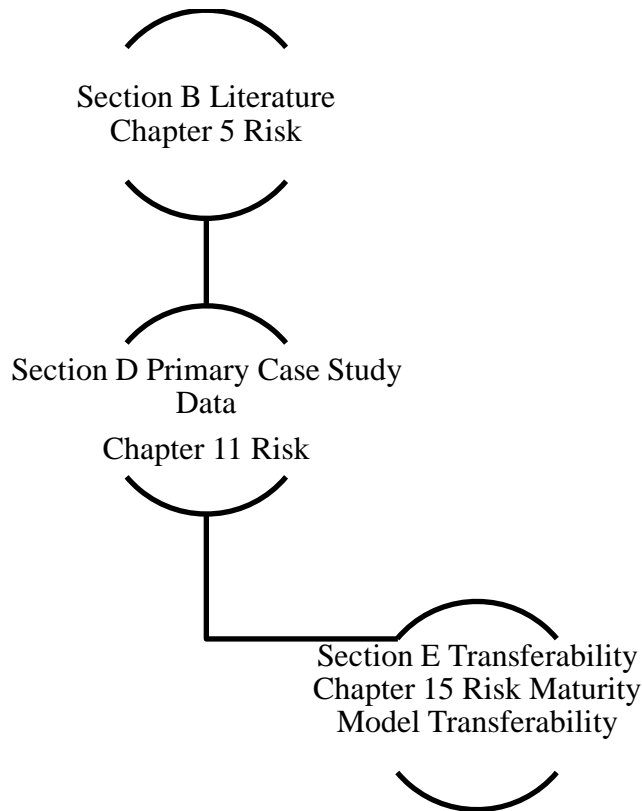 Section B Literature
Chapter 5 Risk
Section D Primary Case Study
Data
Chapter 11 Risk
Section E Transferability
Chapter 15 Risk Maturity
Model Transferability